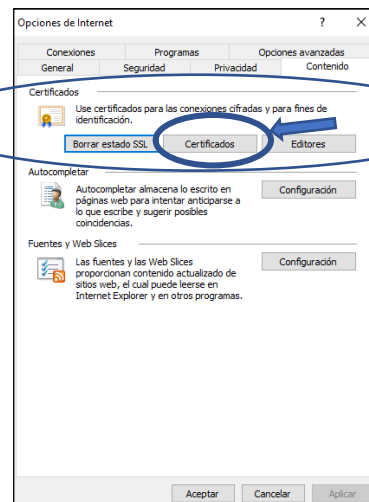 Opciones de Internet ? ×
Conexiones Programas Opciones avanzadas
General Seguridad Privacidad Contenido
Certificados
Use certificados para las conexiones cifradas y para fines de
identificación.
Borrar estado SSL Certificados Editores
Autocompletar
Autocompletar almacena lo escrito en
páginas web para intentar anticiparse a
lo que escribe y sugerir posibles
coincidencias.
Configuración
Fuentes y Web Slices
Las fuentes y las Web Slices
proporcionan contenido actualizado de
sitios web, el cual puede leerse en
Internet Explorer y en otros programas.
Configuración
Aceptar Cancelar Aplicar